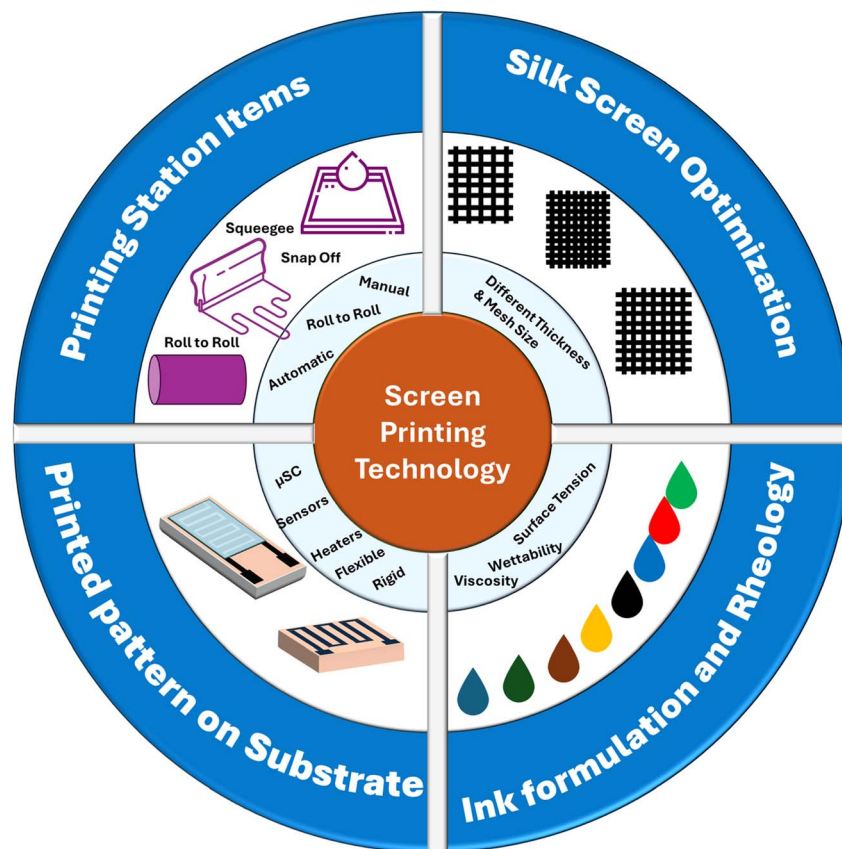 Printing Station Items
Silk Screen Optimization
Squeegee
Snap Off
Roll to Roll
Manual
Roll to Roll
Automatic
Different Thickness
& Mesh Size
Screen
Printing
Technology
µSC
Sensors
Heaters
Flexible
Rigid
Surface Tension
Wettability
Viscosity
Printed pattern on Substrate
Ink formulation and Rheology